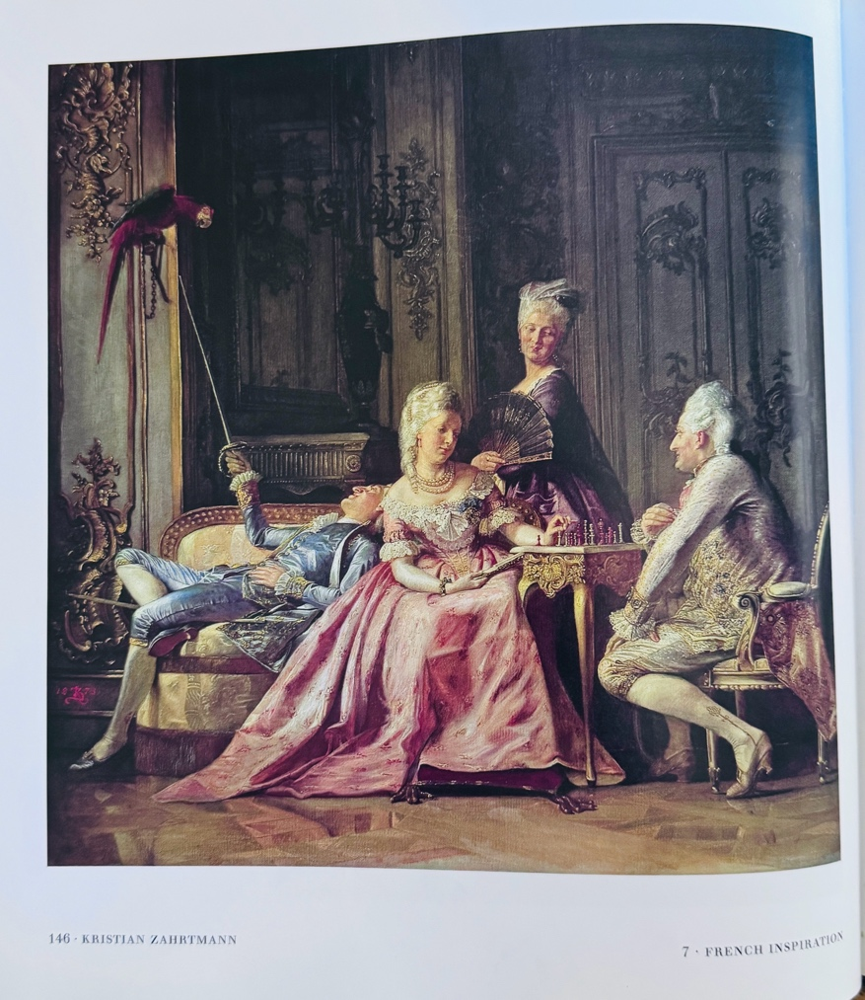 146 · KRISTIAN ZAHRTMANN
7 · FRENCH INSPIRATION